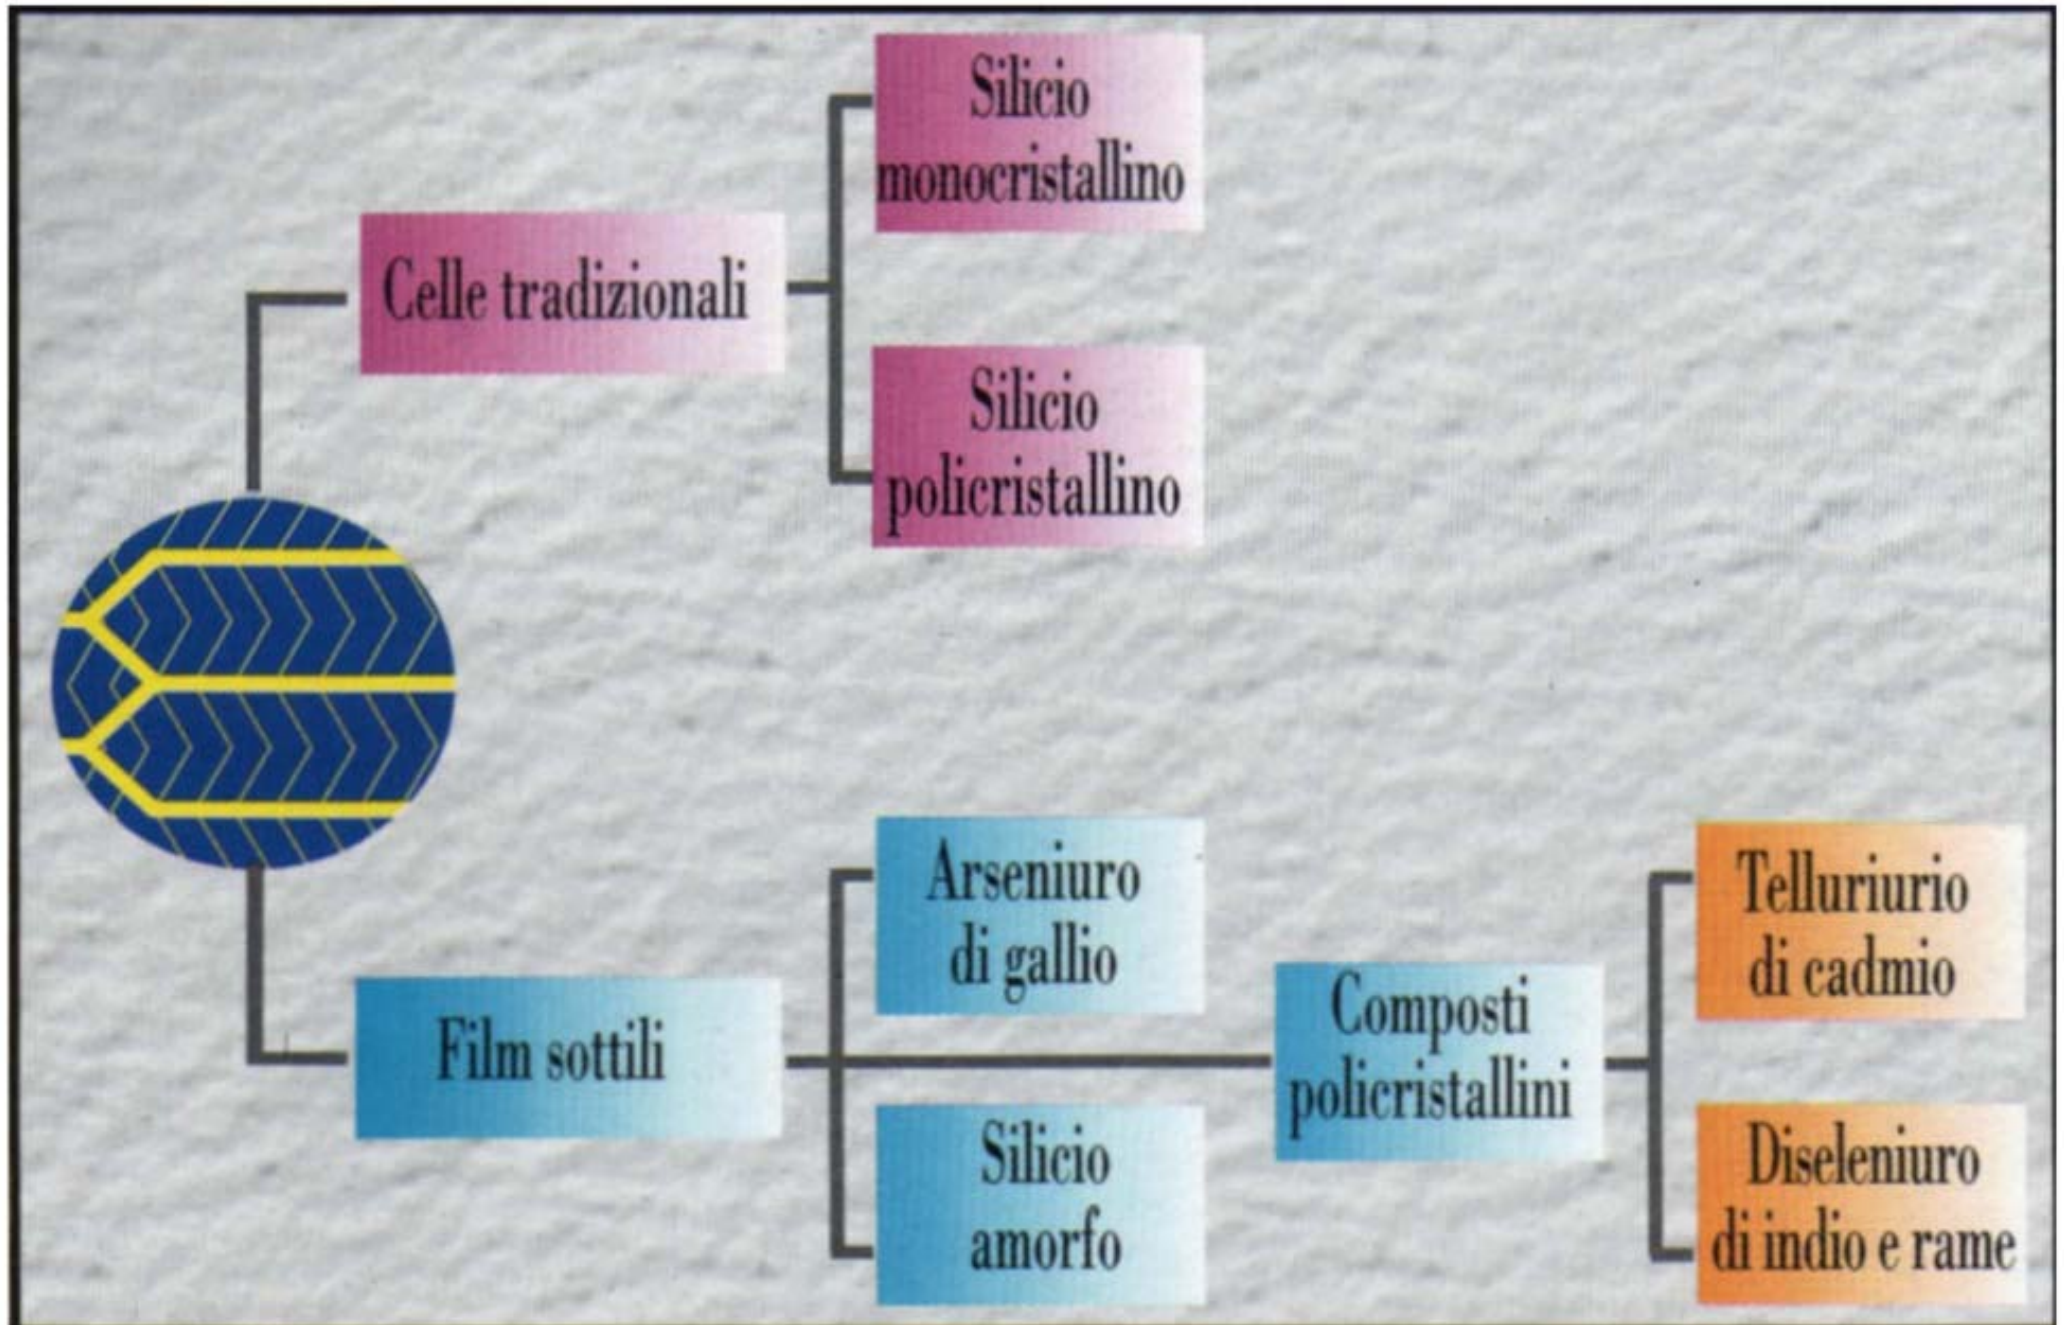 Silicio
monocristallino
Celle tradizionali
Silicio
policristallino
Arseniuro
di gallio
Film sottili
Silicio
amorfo
Composti
policristallini
Telluriurio
di cadmio
Diseleniuro
di indio e rame